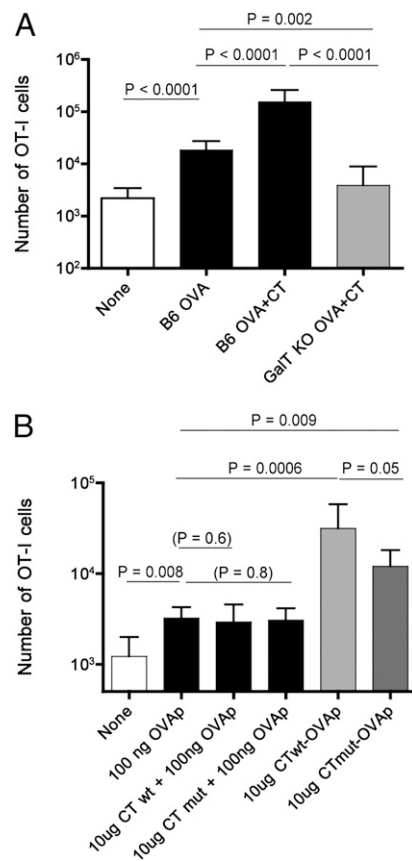 A
P = 0.002
P < 0.0001
P < 0.0001
P < 0.0001
Number of OT-I cells
10⁶
10⁵
10⁴
10³
10²
None
B6 OVA
B6 OVA+CT
GalT KO OVA+CT
B
P = 0.009
P = 0.0006
P = 0.05
(P = 0.6)
P = 0.008
(P = 0.8)
Number of OT-I cells
10⁵
10⁴
10³
None
100 ng OVAp
10ug CT wt + 100ng OVAp
10ug CT mut + 100ng OVAp
10ug CTwt-OVAp
10ug CTmut-OVAp